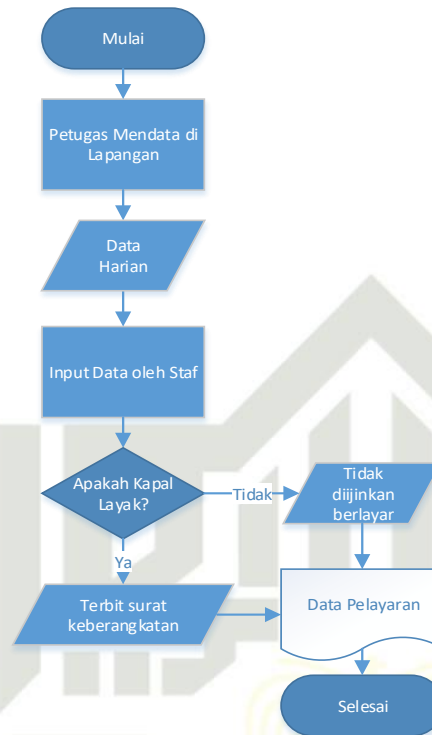 Mulai
Petugas Mendata di
Lapangan
Data
Harian
Input Data oleh Staf
Apakah Kapal
Layak?
Tidak
Tidak
diijinkan
berlayar
Ya
Terbit surat
keberangkatan
Data Pelayaran
Selesai